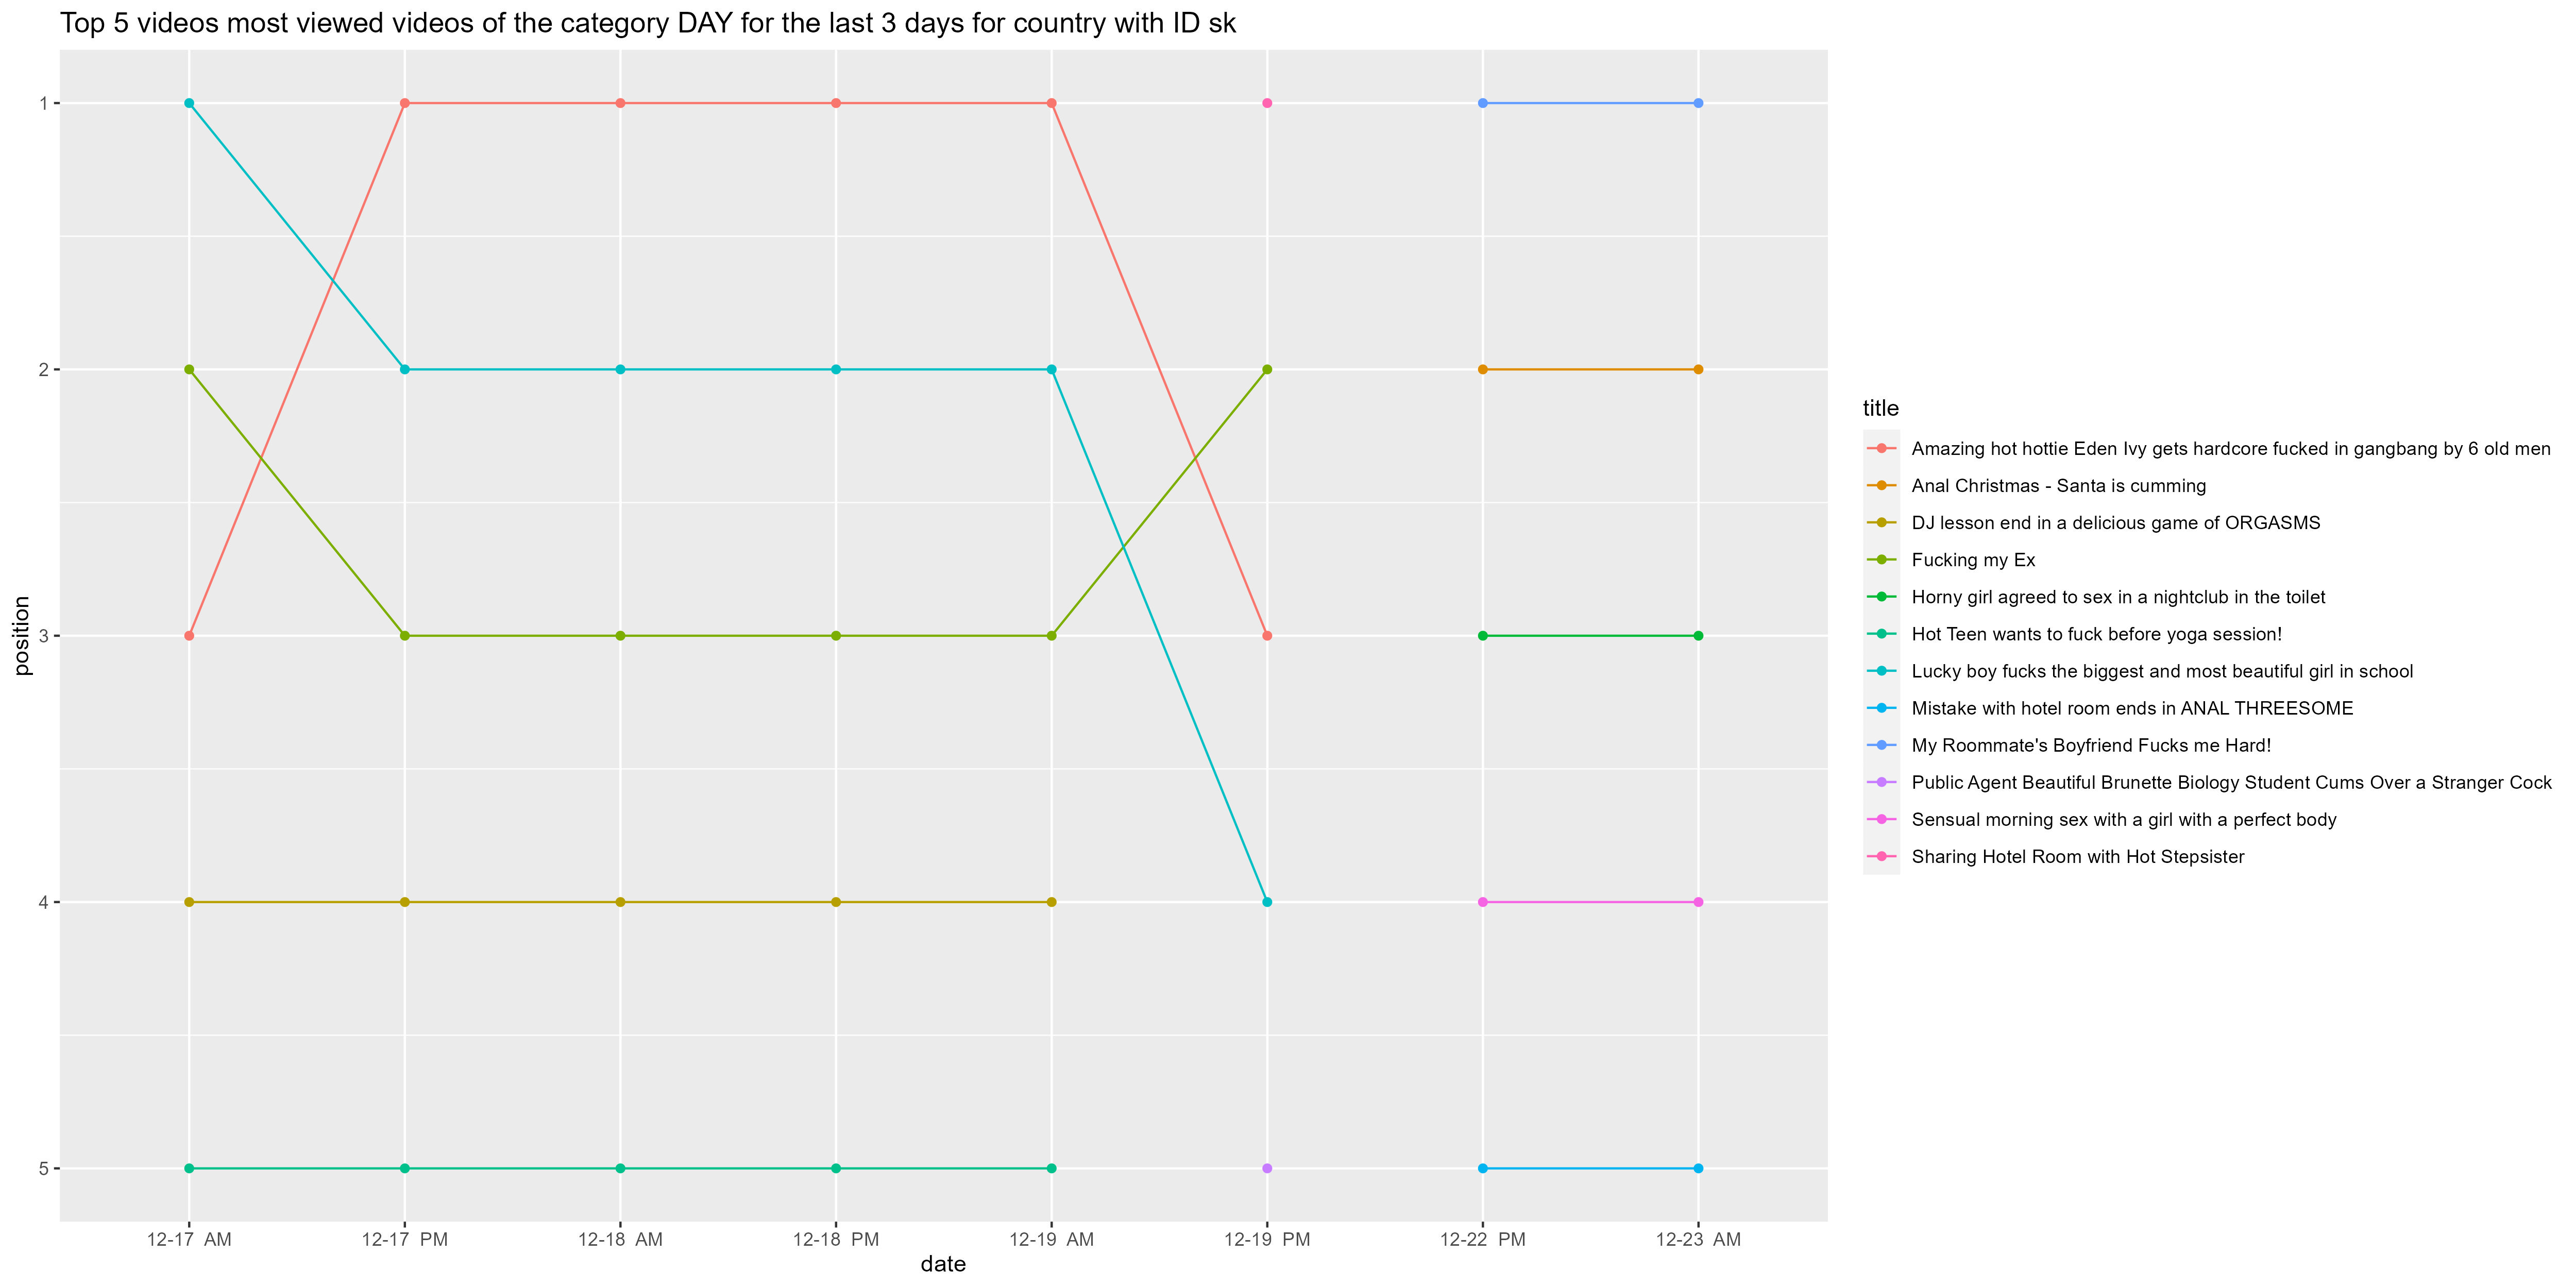 Top 5 videos most viewed videos of the category DAY for the last 3 days for country with ID sk
1
2
3
4
5
position
12-17 AM
12-17 PM
12-18 AM
12-18 PM
12-19 AM
12-19 PM
12-22 PM
12-23 AM
date
title
Amazing hot hottie Eden Ivy gets hardcore fucked in gangbang by 6 old men
Anal Christmas - Santa is cumming
DJ lesson end in a delicious game of ORGASMS
Fucking my Ex
Horny girl agreed to sex in a nightclub in the toilet
Hot Teen wants to fuck before yoga session!
Lucky boy fucks the biggest and most beautiful girl in school
Mistake with hotel room ends in ANAL THREESOME
My Roommate's Boyfriend Fucks me Hard!
Public Agent Beautiful Brunette Biology Student Cums Over a Stranger Cock
Sensual morning sex with a girl with a perfect body
Sharing Hotel Room with Hot Stepsister